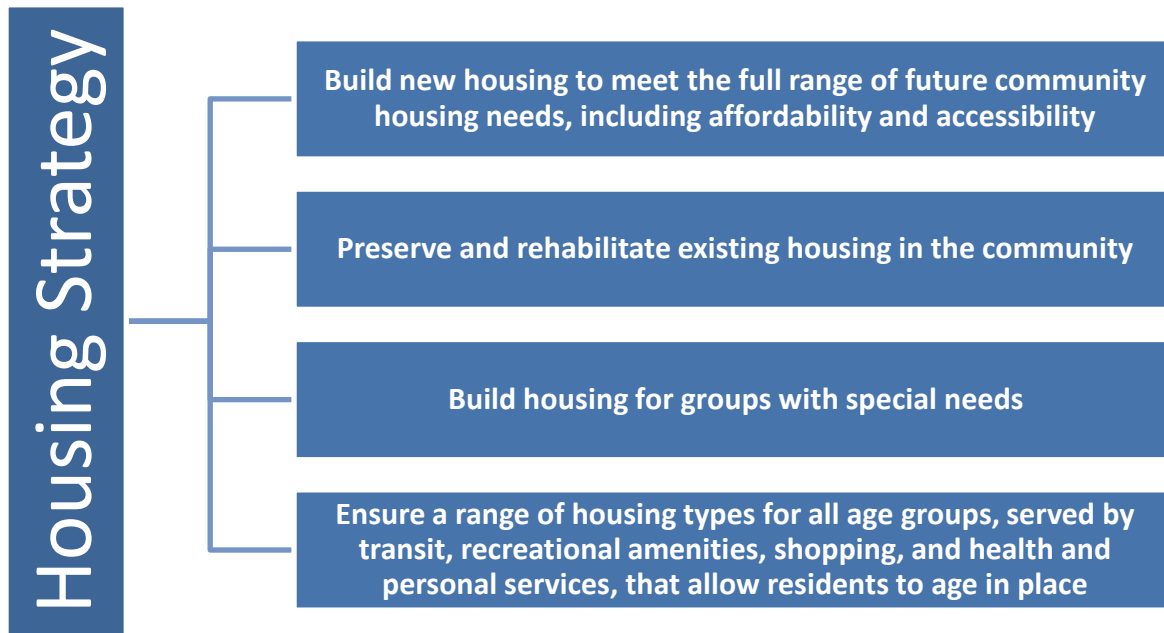 Housing Strategy
Build new housing to meet the full range of future community
housing needs, including affordability and accessibility
Preserve and rehabilitate existing housing in the community
Build housing for groups with special needs
Ensure a range of housing types for all age groups, served by
transit, recreational amenities, shopping, and health and
personal services, that allow residents to age in place